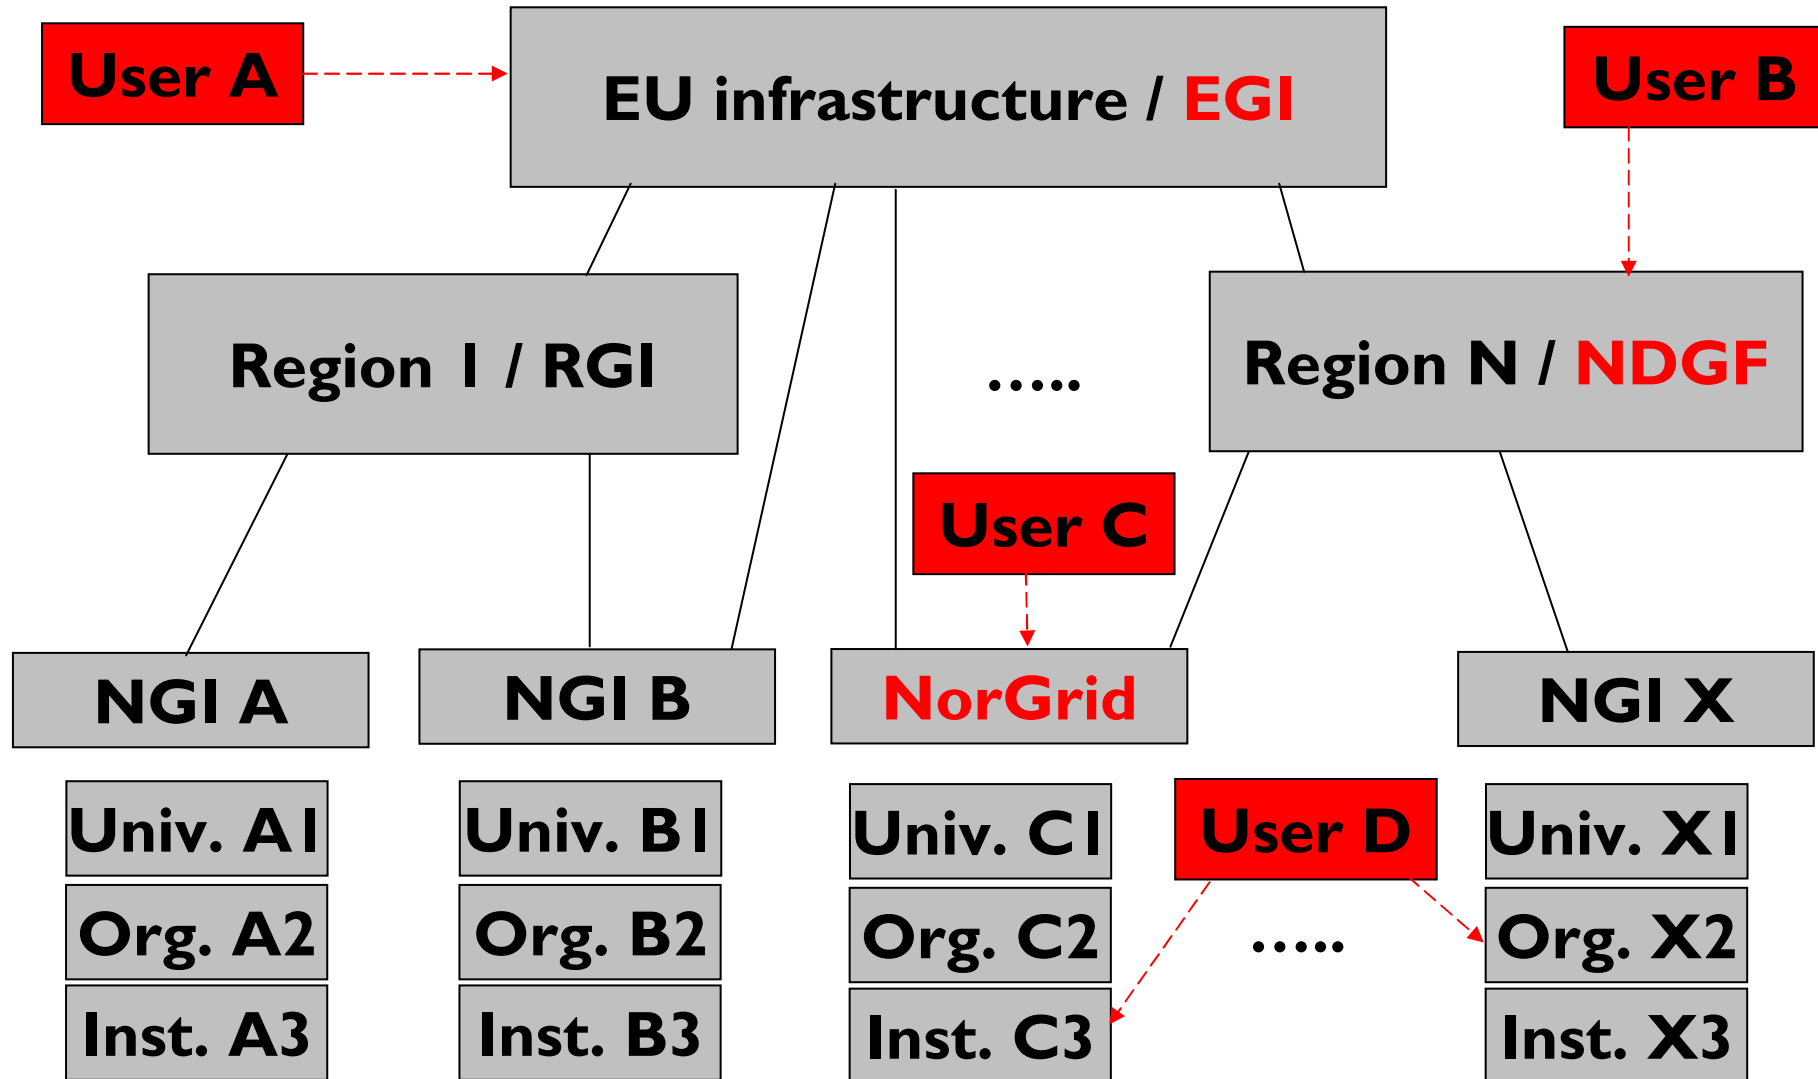 User A
EU infrastructure / EGI
User B
Region 1 / RGI
.....
Region N / NDGF
User C
NGI A
NGI B
NorGrid
NGI X
Univ. A1
Univ. B1
Univ. C1
User D
Univ. X1
Org. A2
Org. B2
Org. C2
.....
Org. X2
Inst. A3
Inst. B3
Inst. C3
Inst. X3